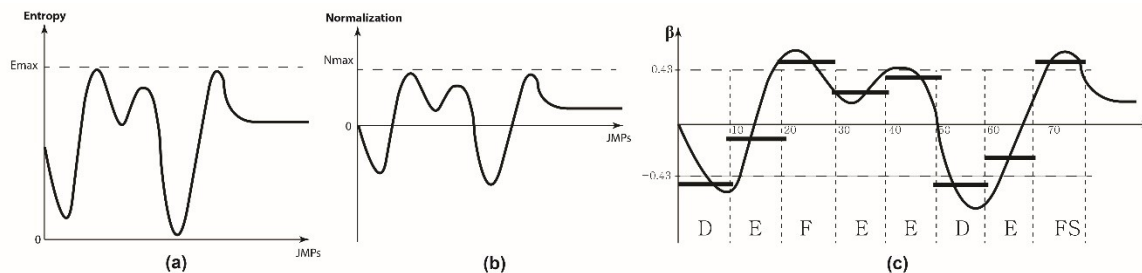 Entropy
Emax
0
JMPs
(a)
Normalization
Nmax
0
JMPs
(b)
β
0.43
-0.43
10
20
30
40
50
60
70
D
E
F
E
E
D
E
FS
(c)